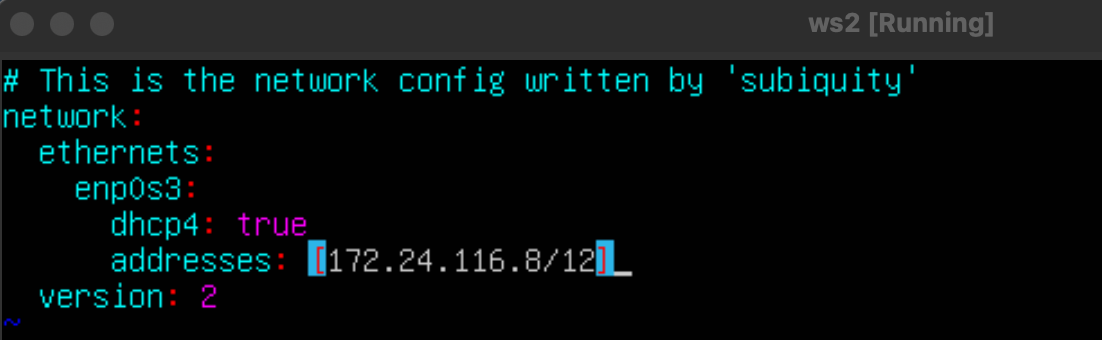 ws2 [Running]
# This is the network config written by 'subiquity'
network:
  ethernets:
    enp0s3:
      dhcp4: true
      addresses: [172.24.116.8/12]
  version: 2
~